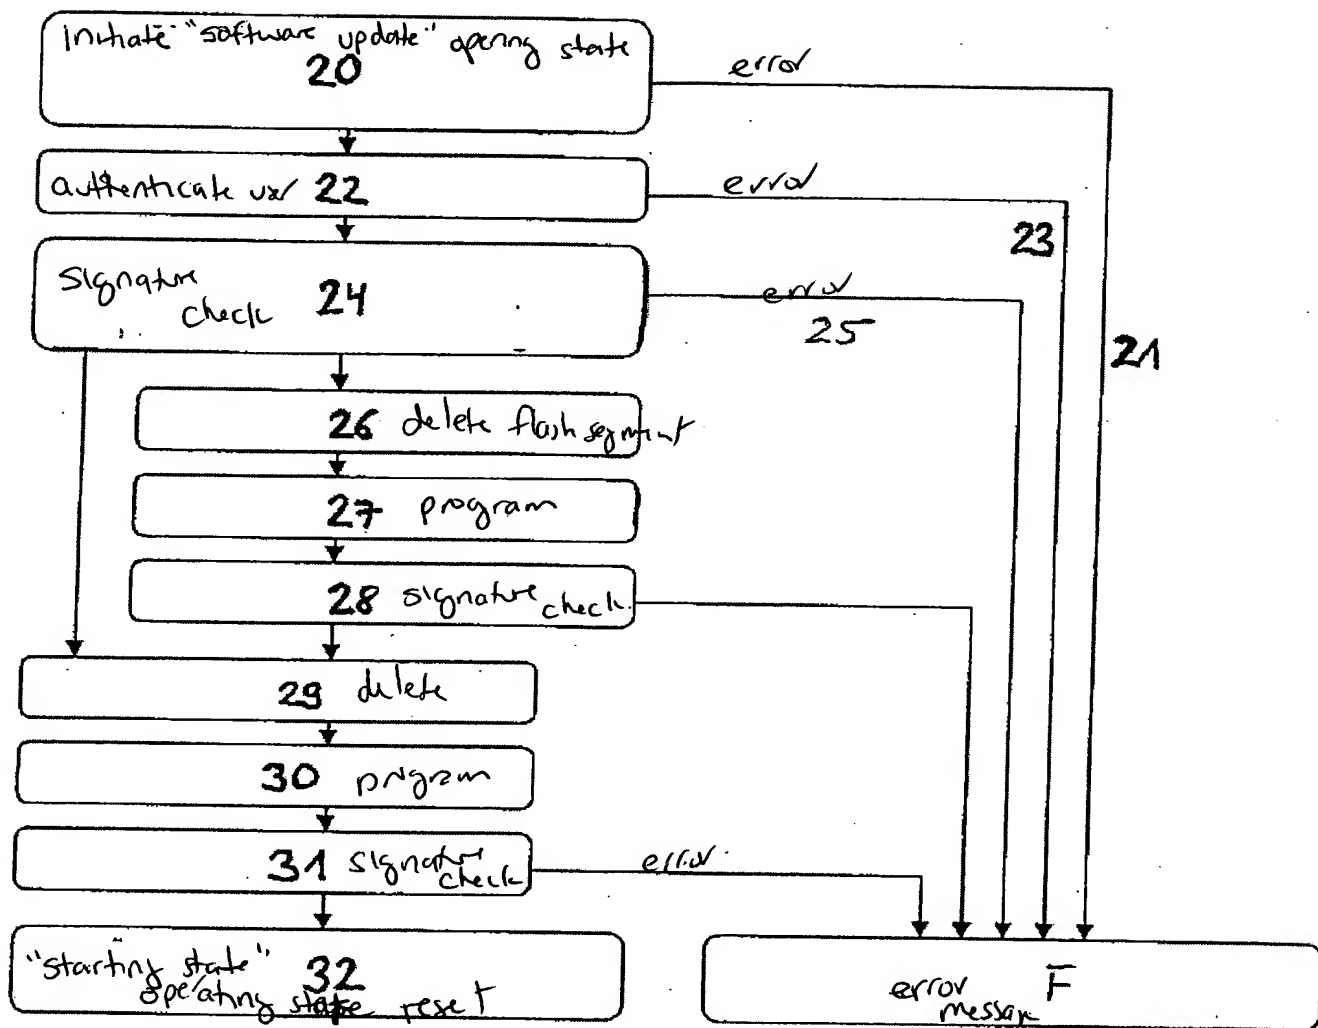 initiate "software update" opering state
20
error
authenticate user 22
error
23
signature
check 24
error
25
21
26 delete flash segment
27 program
28 signature
check
29 delete
30 program
31 signature
check
error
"starting state" 32
operating state reset
error F
message